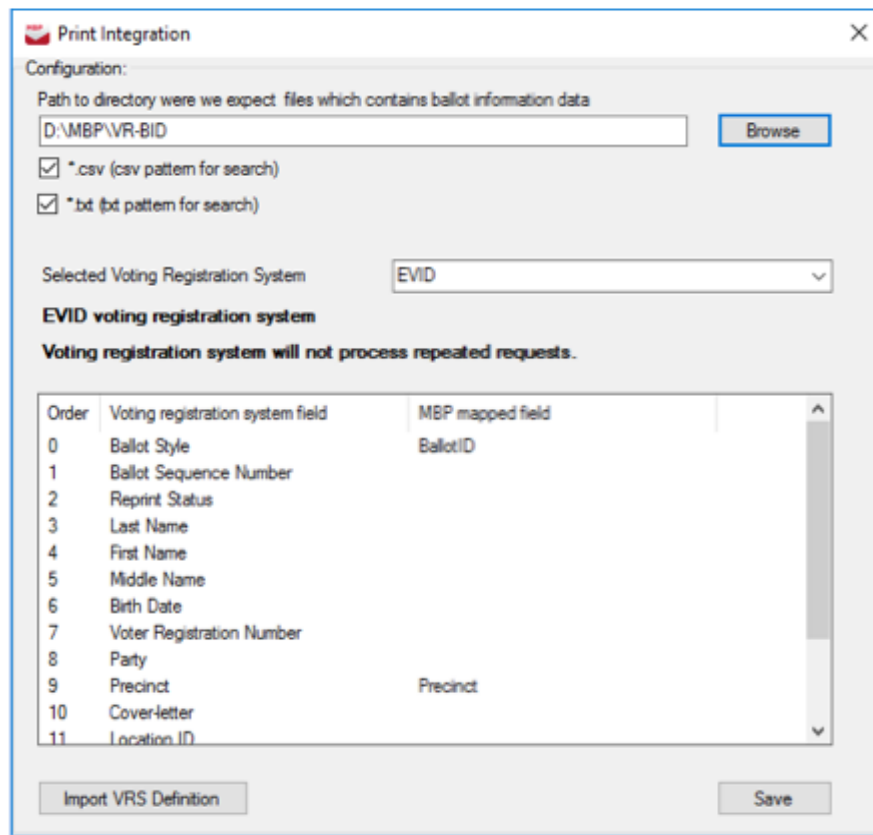 MBP Print Integration
Configuration:
Path to directory were we expect files which contains ballot information data
D:\MBP\VR-BID Browse
*.csv (csv pattern for search)
*.txt (txt pattern for search)
Selected Voting Registration System EVID
EVID voting registration system
Voting registration system will not process repeated requests.
Order Voting registration system field MBP mapped field
0 Ballot Style BallotID
1 Ballot Sequence Number
2 Reprint Status
3 Last Name
4 First Name
5 Middle Name
6 Birth Date
7 Voter Registration Number
8 Party
9 Precinct Precinct
10 Cover-letter
11 Location ID
Import VRS Definition Save